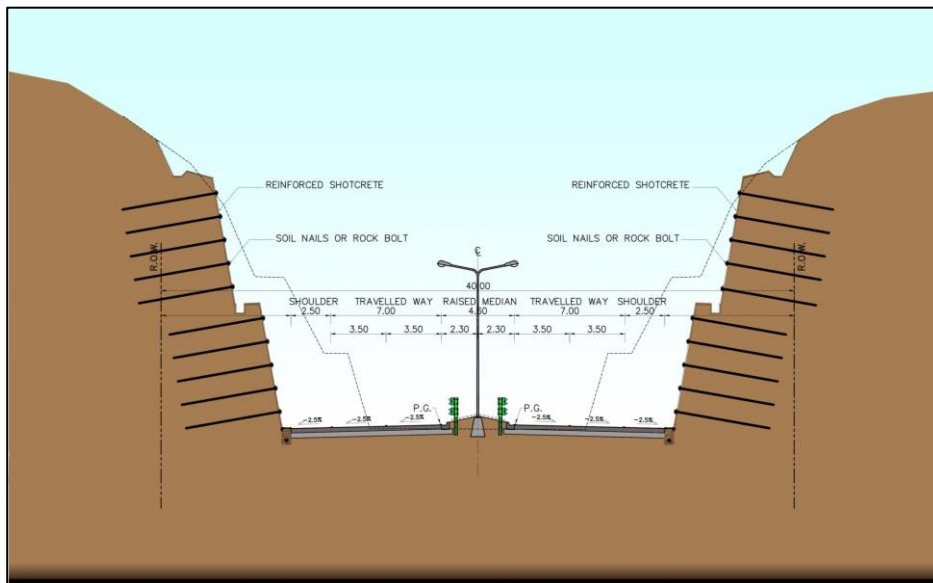 REINFORCED SHOTCRETE REINFORCED SHOTCRETE
SOIL NAILS OR ROCK BOLT SOIL NAILS OR ROCK BOLT
R.O.W. R.O.W.
℄
40.00
SHOULDER TRAVELLED WAY RAISED MEDIAN TRAVELLED WAY SHOULDER
2.50 7.00 4.60 7.00 2.50
3.50 3.50 2.30 2.30 3.50 3.50
P.G. P.G.
-2.5% -2.5% -2.5% -2.5% -2.5% -2.5%